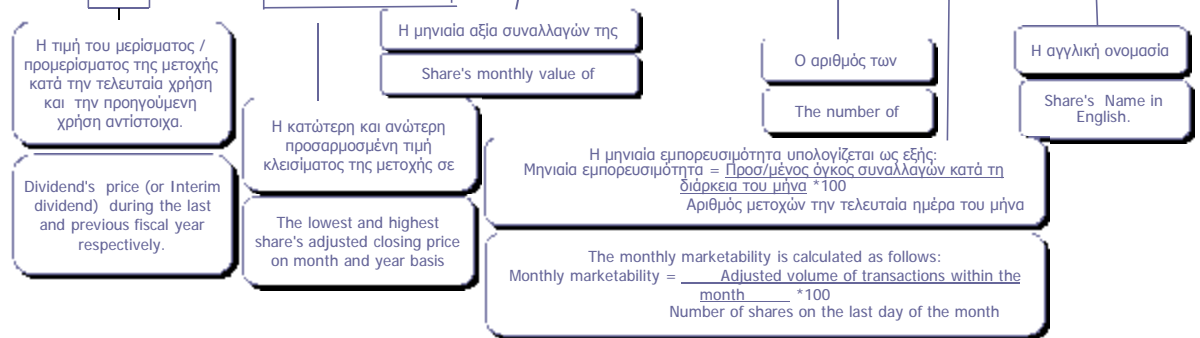 Η τιμή του μερίσματος /
προμερίσματος της μετοχής
κατά την τελευταία χρήση
και την προηγούμενη
χρήση αντίστοιχα.
Dividend's price (or Interim
dividend) during the last
and previous fiscal year
respectively.
Η κατώτερη και ανώτερη
προσαρμοσμένη τιμή
κλεισίματος της μετοχής σε
The lowest and highest
share's adjusted closing price
on month and year basis
Η μηνιαία αξία συναλλαγών της
Share's monthly value of
Η μηνιαία εμπορευσιμότητα υπολογίζεται ως εξής:
Μηνιαία εμπορευσιμότητα = Προσ/μένος όγκος συναλλαγών κατά τη
διάρκεια του μήνα *100
Αριθμός μετοχών την τελευταία ημέρα του μήνα
The monthly marketability is calculated as follows:
Monthly marketability = Adjusted volume of transactions within the
month *100
Number of shares on the last day of the month
Ο αριθμός των
The number of
Η αγγλική ονομασία
Share's Name in
English.